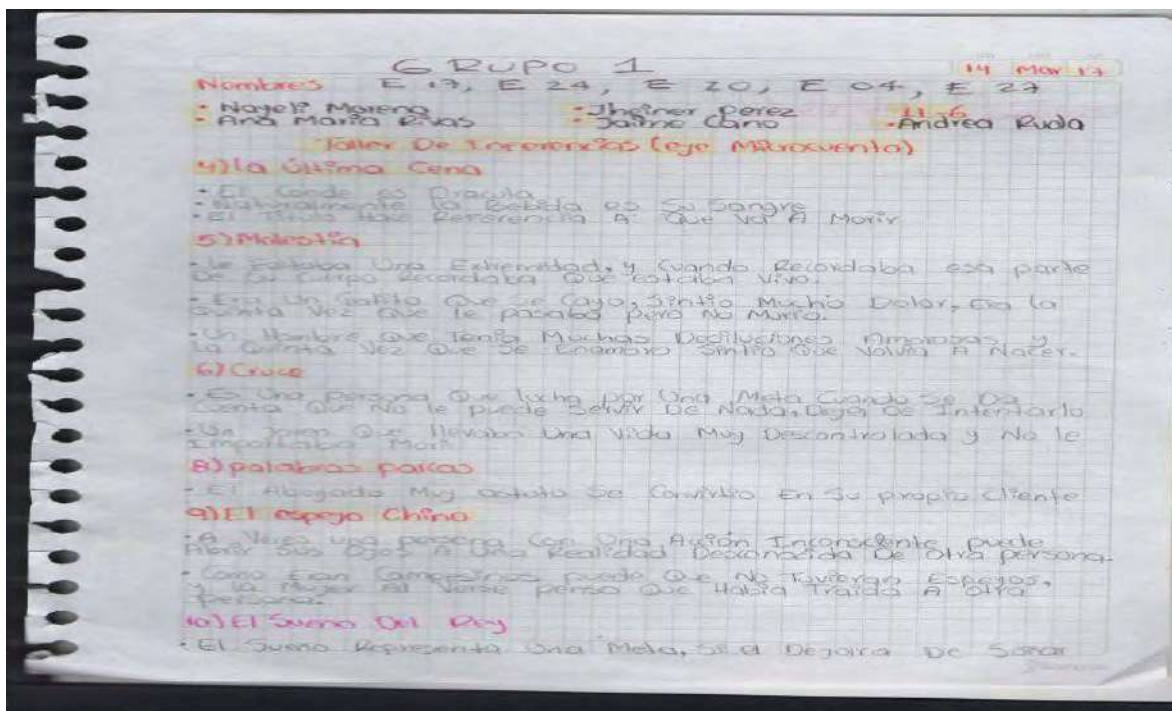 GRUPO 1
14 Mar 17
Nombres E 17, E 24, E 20, E 04, E 27
- Nayeli Moreno - Jheiner Perez 11-6
- Ana Maria Rivas - Jaime Cano - Andrea Ruda
Taller De Inferencias (eje Microcuento)
4) la Última Cena
- El Conde es Dracula
- Naturalmente la Bebida es Su Sangre
- El Titulo Hace Referencia A Que Va A Morir
5) Molestia
- le Faltaba Una Extremidad, y Cuando Recordaba esa parte
De Su Cuerpo Recordaba Que estaba Vivo.
- Era Un Gatito Que se Cayo, Sintio Mucho Dolor, Era la
Quinta Vez Que le pasaba pero No Murio.
- Un Hombre Que Tenia Muchas Desiluciones Amorosas y
La Quinta Vez Que Se Enamoro Sintio Que Volvia A Nacer.
6) Cruce
- Es Una persona Que lucha por Una Meta Cuando Se Da
Cuenta Que No le puede Servir De Nada, Deja De Intentarlo
- Un Joven Que llevaba Una Vida Muy Descontrolada y No le
Importaba Morir
8) palabras parcas
- El Abogado Muy astuto Se Convirtio En Su propio Cliente
9) El espejo Chino
- A Veces una persona Con Una Acción Inconsciente puede
Abrir Sus Ojos A Una Realidad Desconocida De Otra persona.
- Como Eran Campesinos puede Que No Tuvieran Espejos,
y la Mujer Al Verse penso Que Habia Traido A Otra
persona.
10) El Sueno Del Rey
- El Sueno Representa Una Meta, Si el Dejara De Sonar